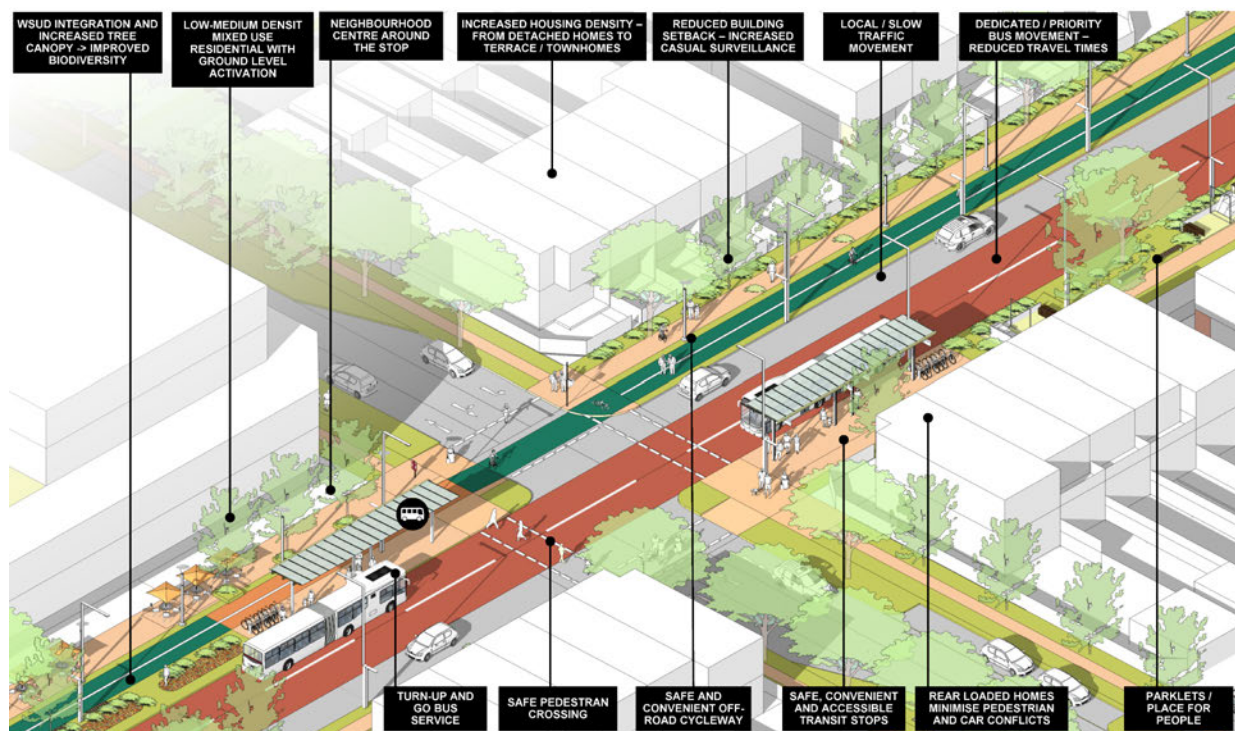 WSUD INTEGRATION AND
INCREASED TREE
CANOPY -> IMPROVED
BIODIVERSITY
LOW-MEDIUM DENSIT
MIXED USE
RESIDENTIAL WITH
GROUND LEVEL
ACTIVATION
NEIGHBOURHOOD
CENTRE AROUND
THE STOP
INCREASED HOUSING DENSITY –
FROM DETACHED HOMES TO
TERRACE / TOWNHOMES
REDUCED BUILDING
SETBACK – INCREASED
CASUAL SURVEILLANCE
LOCAL / SLOW
TRAFFIC
MOVEMENT
DEDICATED / PRIORITY
BUS MOVEMENT –
REDUCED TRAVEL TIMES
TURN-UP AND
GO BUS
SERVICE
SAFE PEDESTRAN
CROSSING
SAFE AND
CONVENIENT OFF-
ROAD CYCLEWAY
SAFE, CONVENIENT
AND ACCESSIBLE
TRANSIT STOPS
REAR LOADED HOMES
MINIMISE PEDESTRIAN
AND CAR CONFLICTS
PARKLETS /
PLACE FOR
PEOPLE